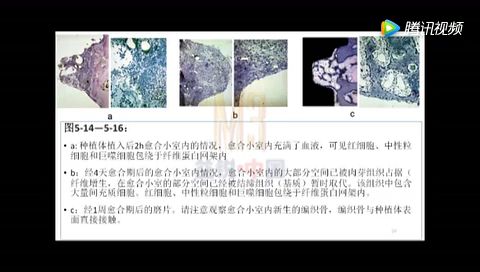 腾讯视频
a
b
c
图5-14—5-16:
• a: 种植体植入后2h愈合小室内的情况，愈合小室内充满了血液，可见红细胞、中性粒
细胞和巨噬细胞包绕于纤维蛋白网架内
• b：经4天愈合期后的愈合小室内情况，愈合小室内的大部分空间已被肉芽组织占据（
纤维增生，在愈合小室的部分空间已经被结缔组织（基质）暂时取代。该组织中包含
大量间充质细胞。红细胞、中性粒细胞和巨噬细胞包绕于纤维蛋白网架内。
• c：经1周愈合期后的磨片。请注意观察愈合小室内新生的编织骨，编织骨与种植体表
面直接接触。